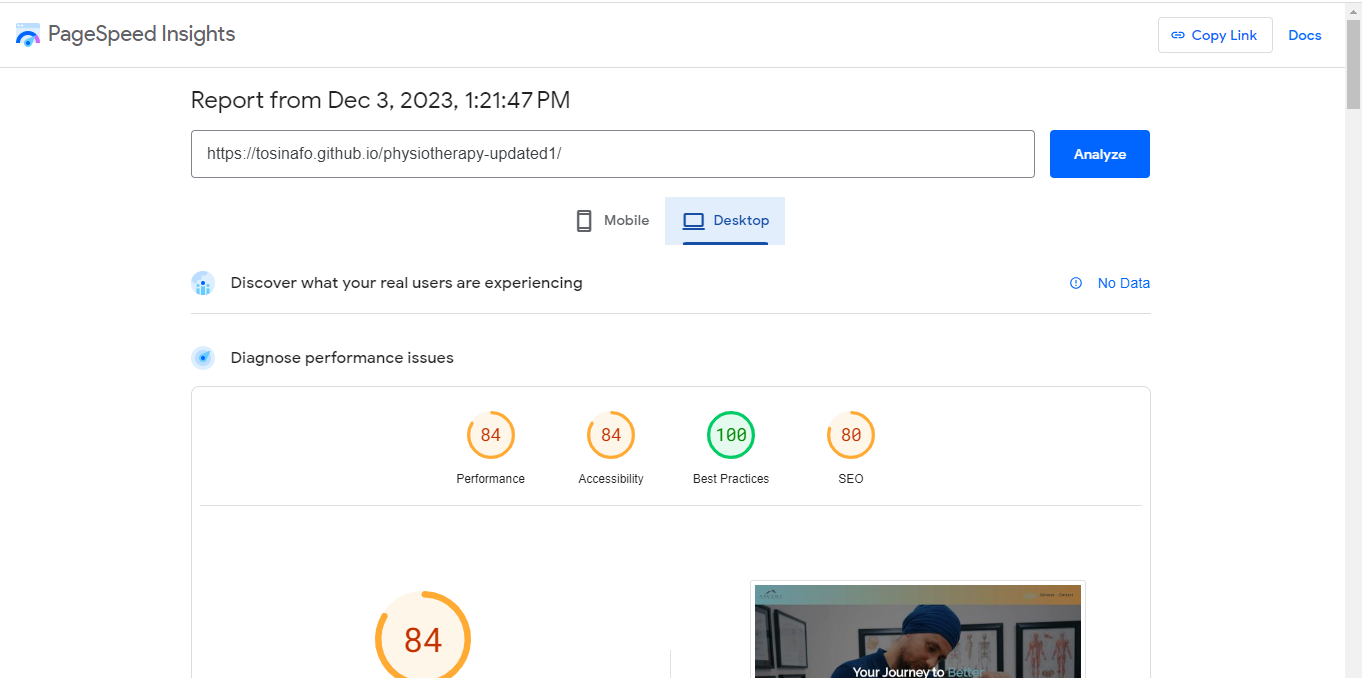 PageSpeed Insights
Copy Link
Docs
Report from Dec 3, 2023, 1:21:47 PM
https://tosinafo.github.io/physiotherapy-updated1/
Analyze
Mobile
Desktop
Discover what your real users are experiencing
No Data
Diagnose performance issues
84
84
100
80
Performance
Accessibility
Best Practices
SEO
84
Services
Contact
Your Journey to Better